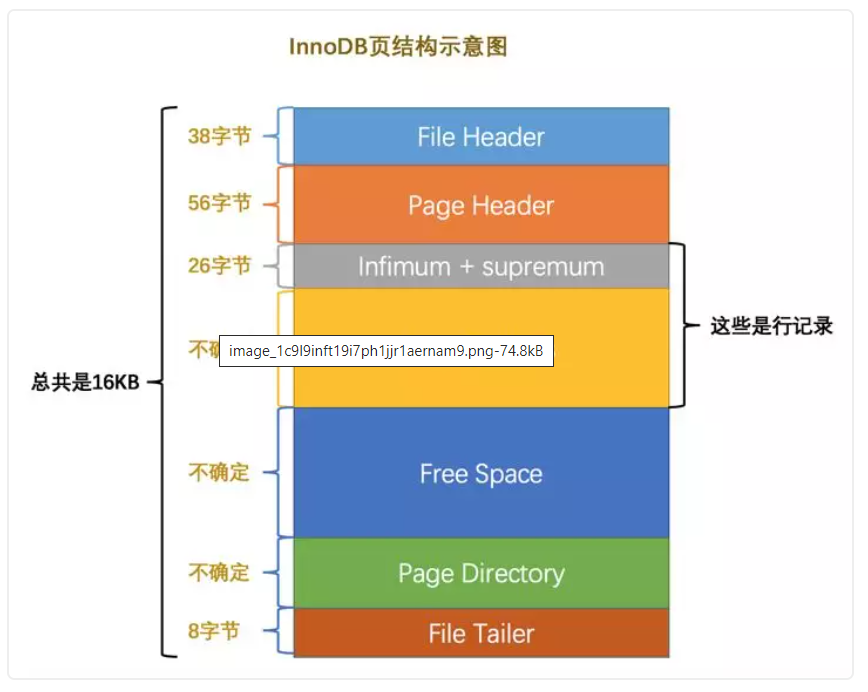 InnoDB页结构示意图
38字节
File Header
56字节
Page Header
26字节
Infimum + supremum
不确
image_1c9l9inft19i7ph1jjr1aernam9.png-74.8kB
这些是行记录
总共是16KB
不确定
Free Space
不确定
Page Directory
8字节
File Tailer